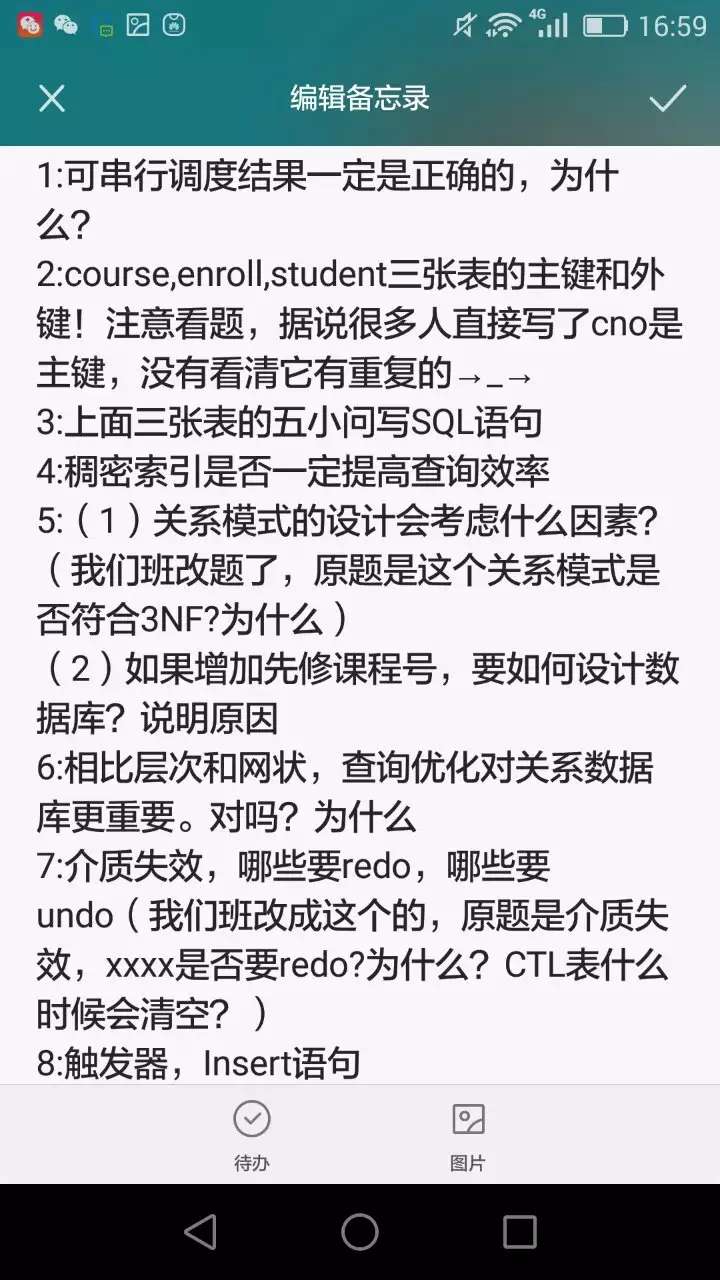 4G 16:59
编辑备忘录
1:可串行调度结果一定是正确的，为什
么？
2:course,enroll,student三张表的主键和外
键！注意看题，据说很多人直接写了cno是
主键，没有看清它有重复的→_→
3:上面三张表的五小问写SQL语句
4:稠密索引是否一定提高查询效率
5:（1）关系模式的设计会考虑什么因素？
（我们班改题了，原题是这个关系模式是
否符合3NF?为什么）
（2）如果增加先修课程号，要如何设计数
据库？说明原因
6:相比层次和网状，查询优化对关系数据
库更重要。对吗？为什么
7:介质失效，哪些要redo，哪些要
undo（我们班改成这个的，原题是介质失
效，xxxx是否要redo?为什么？CTL表什么
时候会清空？）
8:触发器，Insert语句
待办
图片